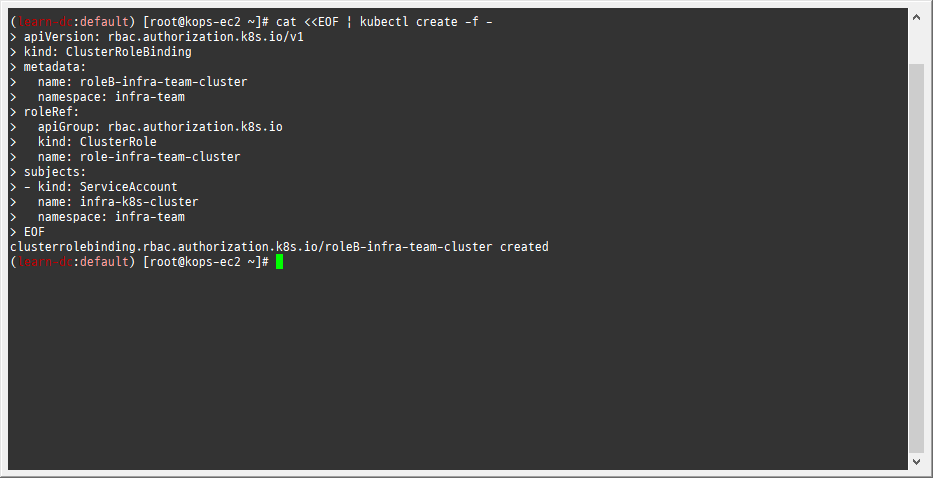 (learn-dr:default) [root@kops-ec2 ~]# cat <<EOF | kubectl create -f -
> apiVersion: rbac.authorization.k8s.io/v1
> kind: ClusterRoleBinding
> metadata:
>   name: roleB-infra-team-cluster
>   namespace: infra-team
> roleRef:
>   apiGroup: rbac.authorization.k8s.io
>   kind: ClusterRole
>   name: role-infra-team-cluster
> subjects:
> - kind: ServiceAccount
>   name: infra-k8s-cluster
>   namespace: infra-team
> EOF
clusterrolebinding.rbac.authorization.k8s.io/roleB-infra-team-cluster created
(learn-dr:default) [root@kops-ec2 ~]#